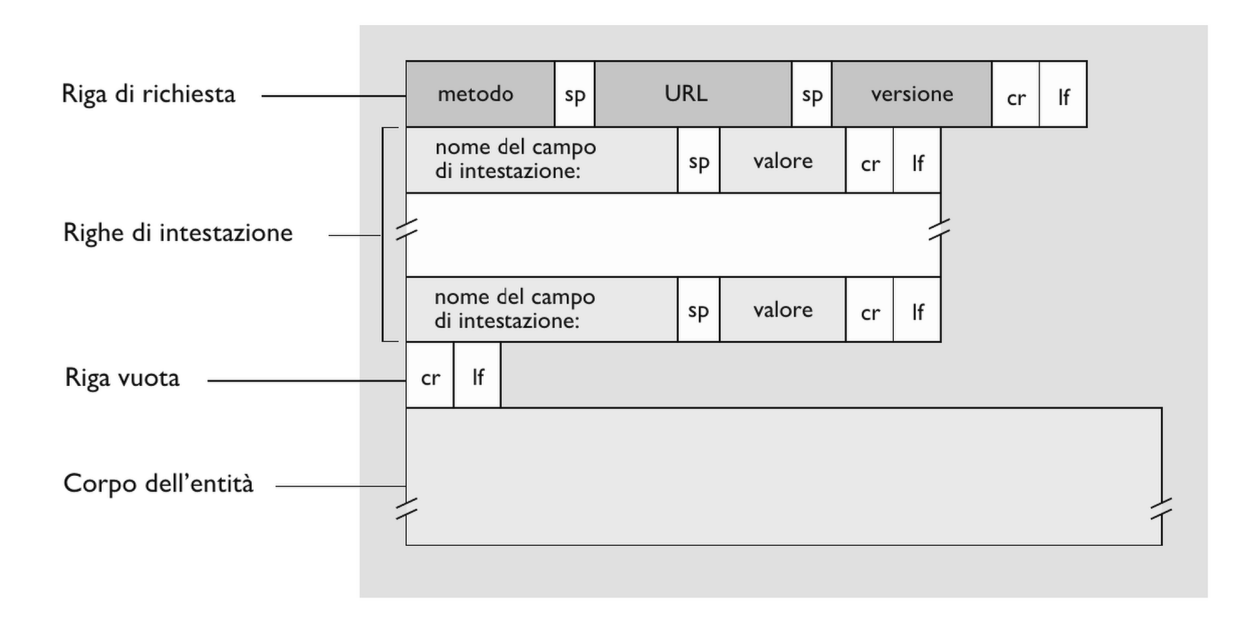 Riga di richiesta metodo sp URL sp versione cr lf
nome del campo
di intestazione: sp valore cr lf
Righe di intestazione
nome del campo
di intestazione: sp valore cr lf
Riga vuota cr lf
Corpo dell'entità